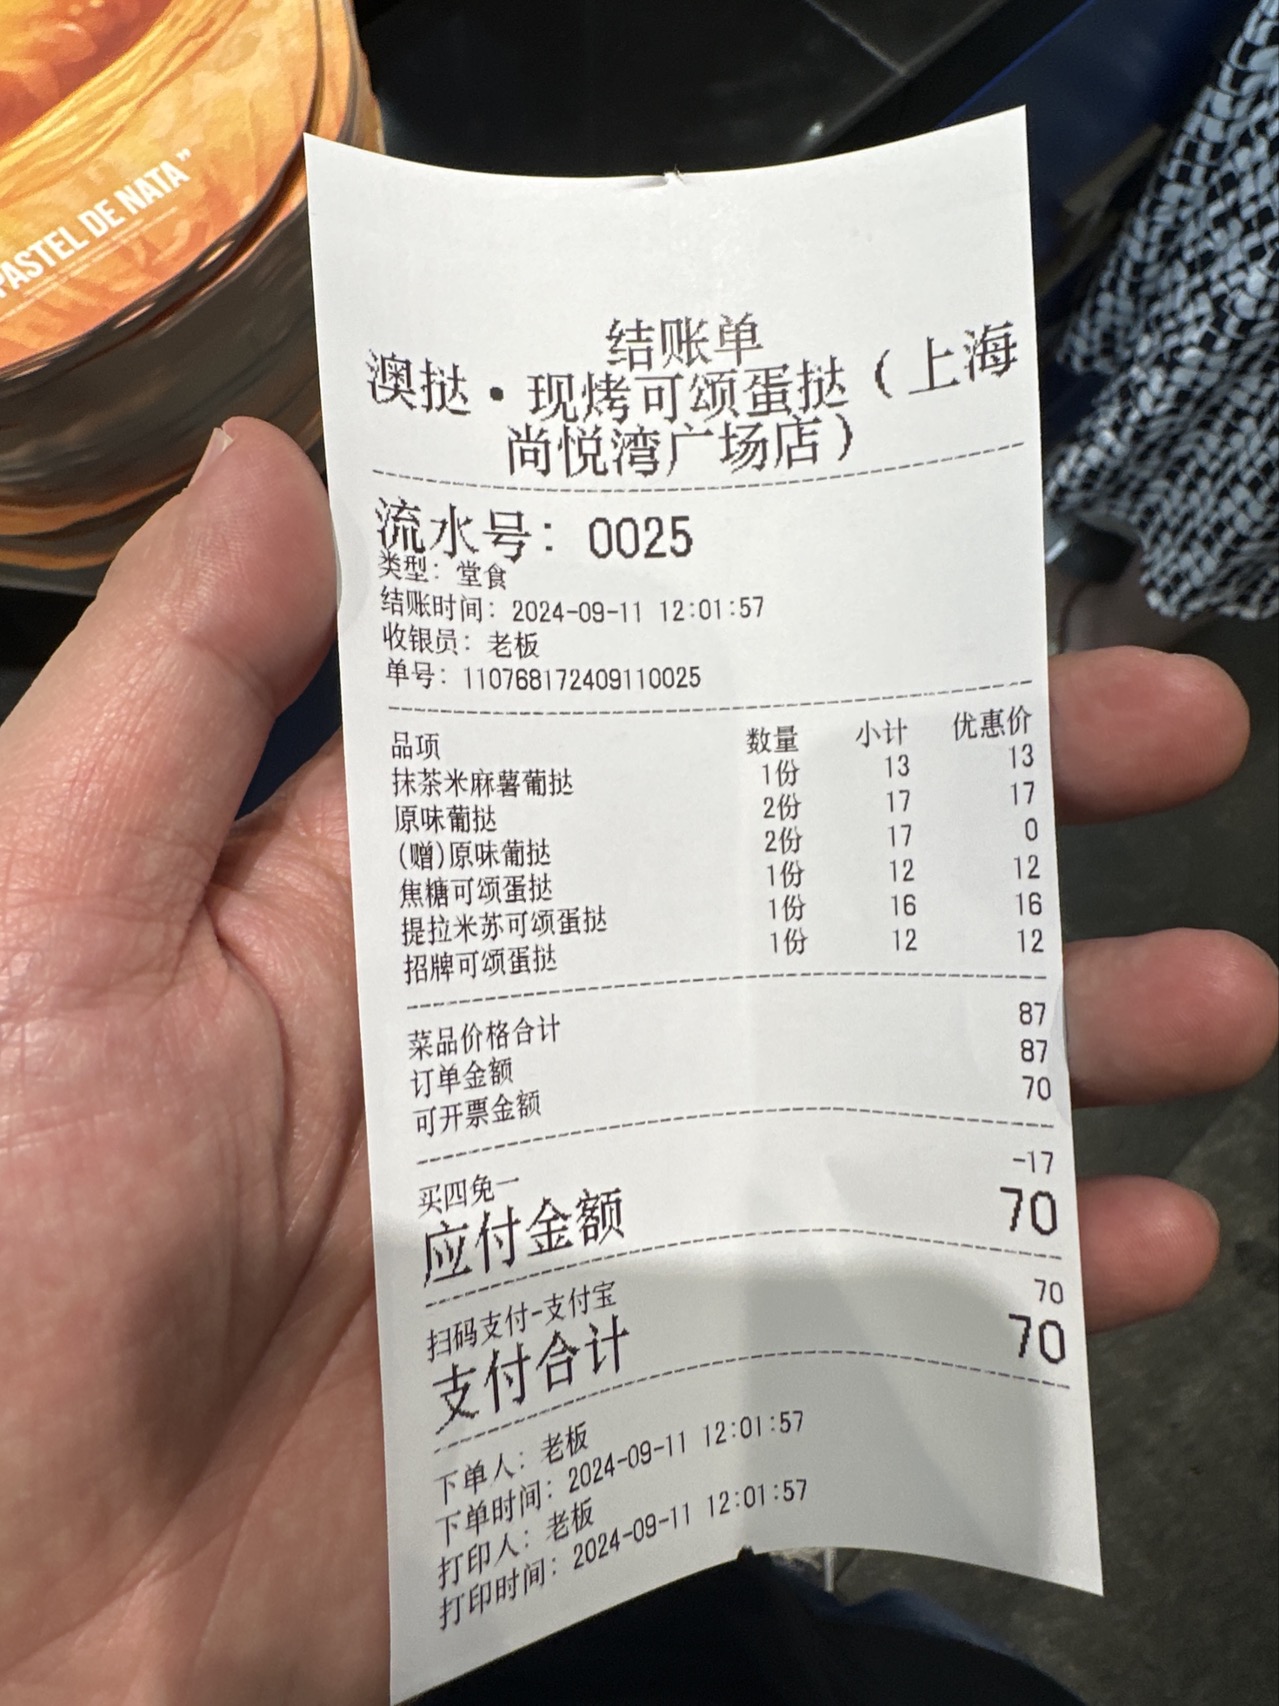 PASTEL DE NATA”
结账单
澳挞·现烤可颂蛋挞（上海
尚悦湾广场店）
流水号：0025
类型：堂食
结账时间：2024-09-11 12:01:57
收银员：老板
单号：110768172409110025
品项 数量 小计 优惠价
抹茶米麻薯葡挞 1份 13 13
原味葡挞 2份 17 17
(赠)原味葡挞 2份 17 0
焦糖可颂蛋挞 1份 12 12
提拉米苏可颂蛋挞 1份 16 16
招牌可颂蛋挞 1份 12 12
菜品价格合计 87
订单金额 87
可开票金额 70
买四免一 -17
应付金额 70
扫码支付-支付宝 70
支付合计 70
下单人：老板
下单时间：2024-09-11 12:01:57
打印人：老板
打印时间：2024-09-11 12:01:57